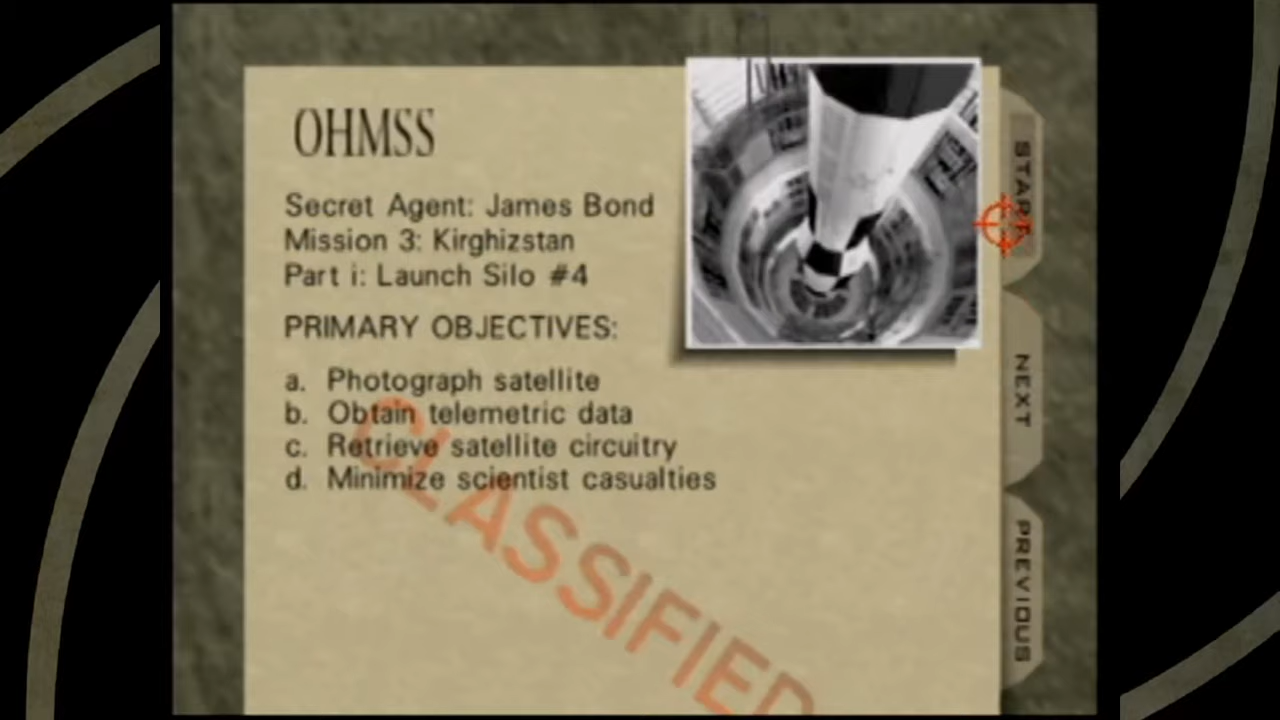 OHMSS
Secret Agent: James Bond
Mission 3: Kirghizstan
Part i: Launch Silo #4
PRIMARY OBJECTIVES:
a. Photograph satellite
b. Obtain telemetric data
c. Retrieve satellite circuitry
d. Minimize scientist casualties
CLASSIFIED
START
NEXT
PREVIOUS